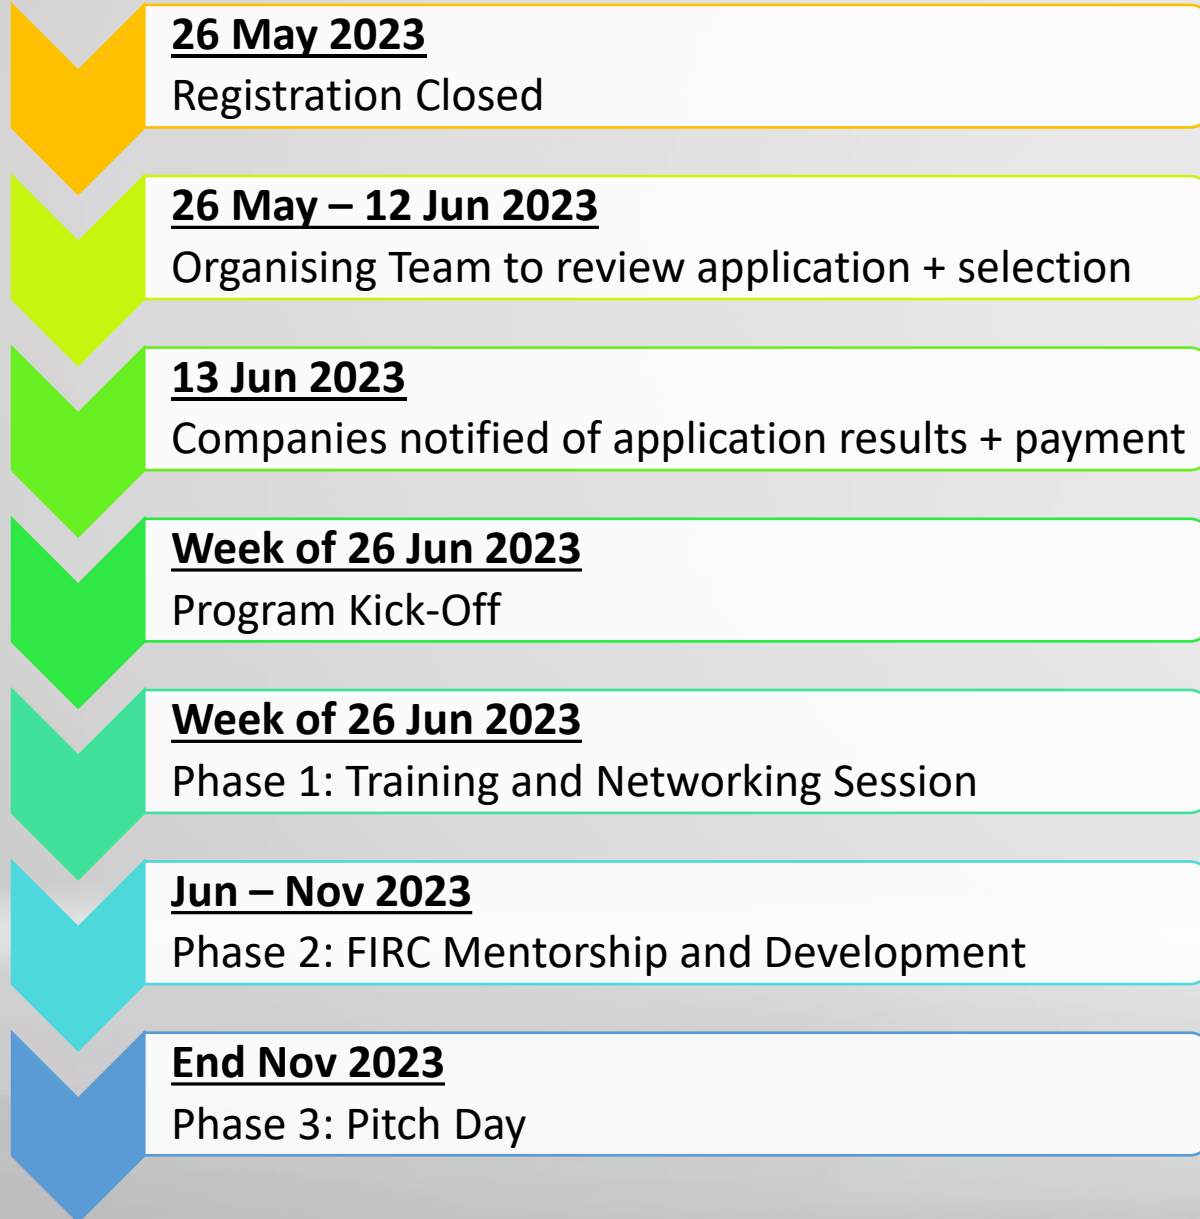 26 May 2023
Registration Closed
26 May – 12 Jun 2023
Organising Team to review application + selection
13 Jun 2023
Companies notified of application results + payment
Week of 26 Jun 2023
Program Kick-Off
Week of 26 Jun 2023
Phase 1: Training and Networking Session
Jun – Nov 2023
Phase 2: FIRC Mentorship and Development
End Nov 2023
Phase 3: Pitch Day